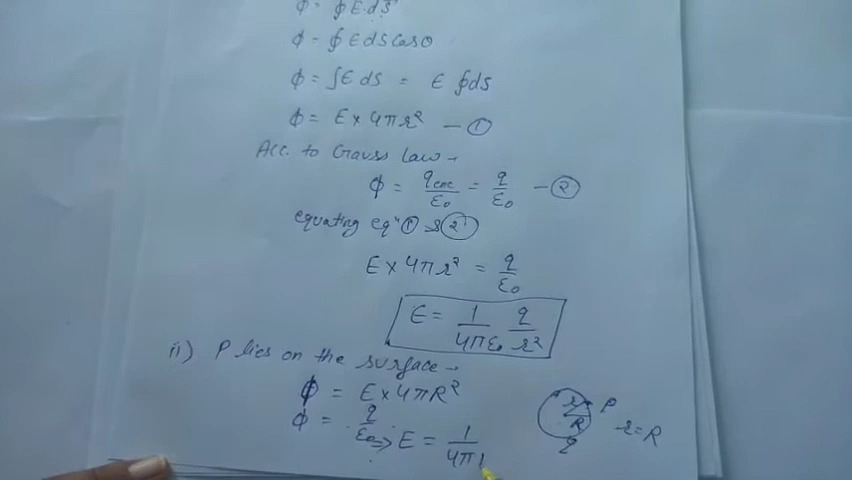 ϕ = ∮E.ds
ϕ = ∮ E ds Cosθ
ϕ = ∫E ds = E ∮ds
ϕ = E × 4πr² — ①
Acc. to Gauss law →
ϕ = qenc/ε₀ = q/ε₀ — ②
equating eqⁿ ① & ②
E × 4πr² = q/ε₀
E = 1/4πε₀ q/r²
ii) P lies on the surface →
ϕ = E × 4πR²
ϕ = q/ε₀ => E = 1/4π
r P
R r = R
q